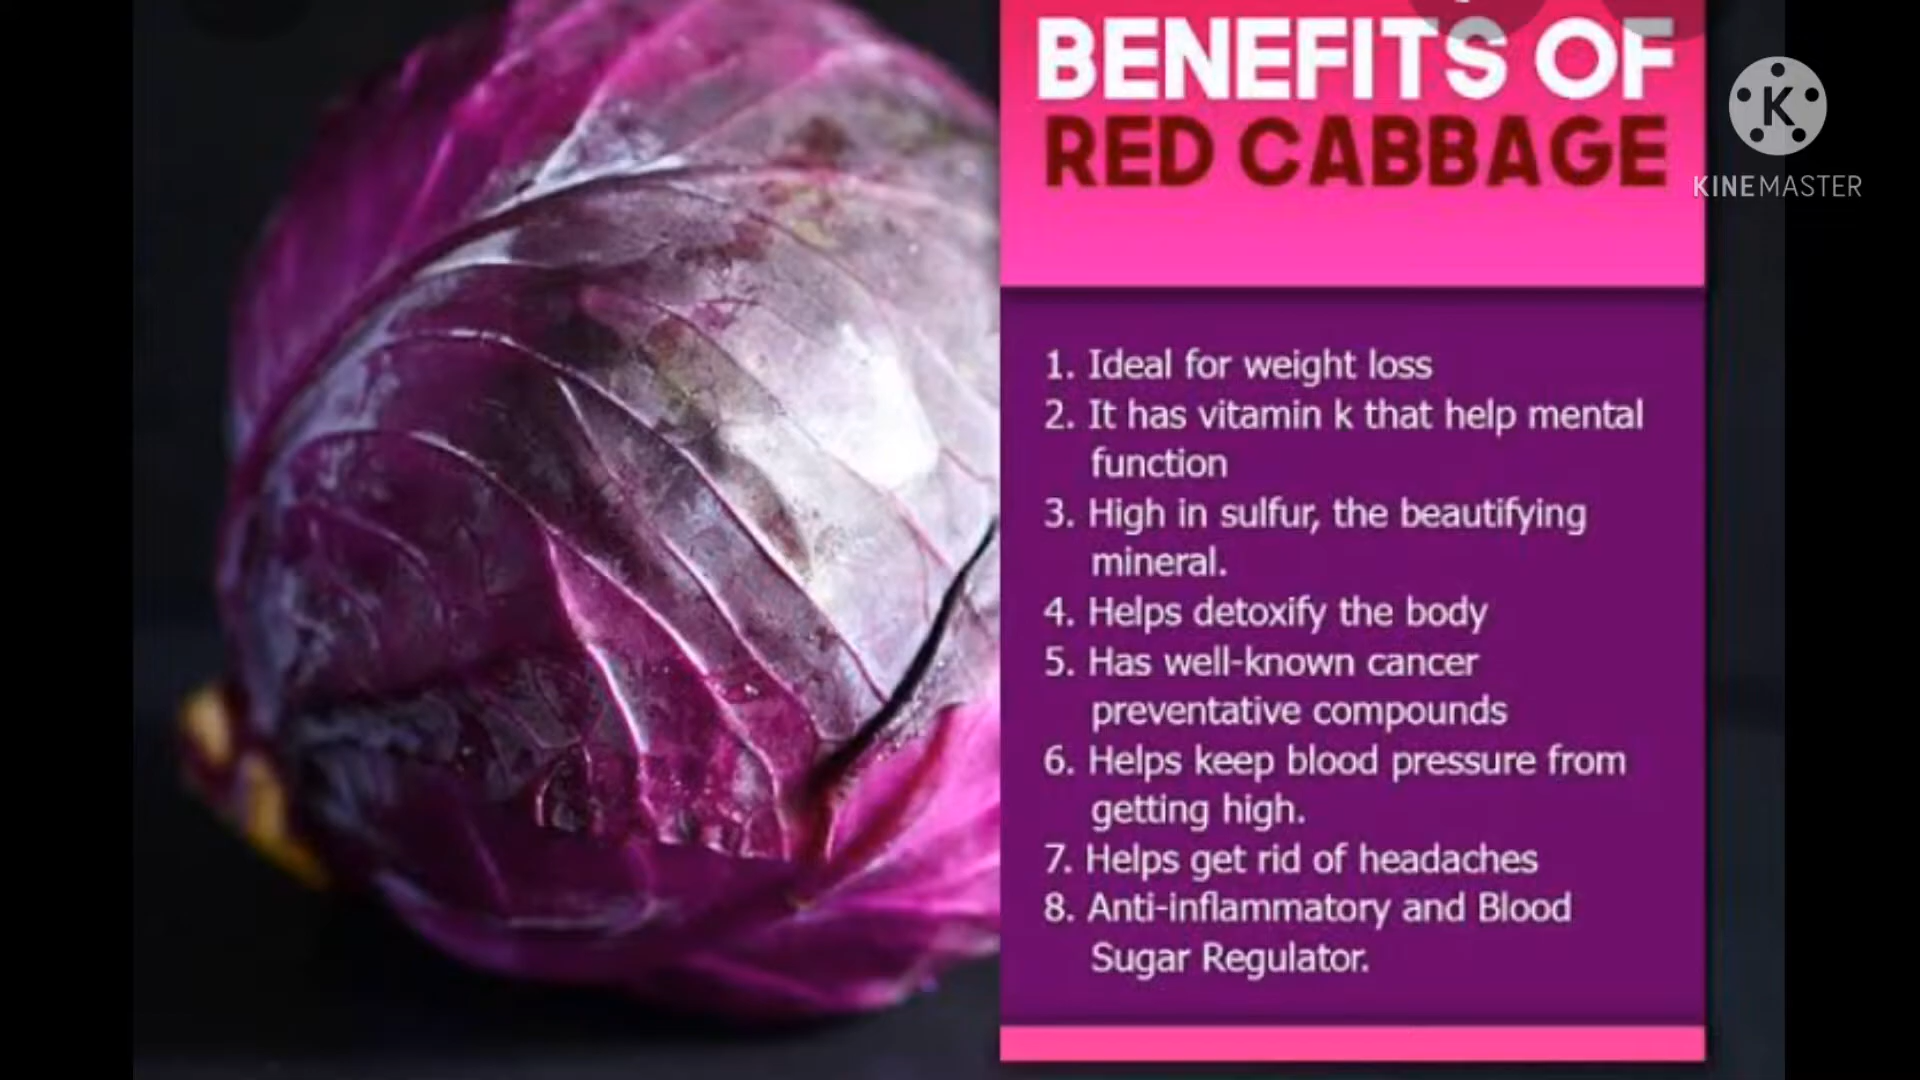 BENEFITS OF
RED CABBAGE
K
KINEMASTER
1. Ideal for weight loss
2. It has vitamin k that help mental
function
3. High in sulfur, the beautifying
mineral.
4. Helps detoxify the body
5. Has well-known cancer
preventative compounds
6. Helps keep blood pressure from
getting high.
7. Helps get rid of headaches
8. Anti-inflammatory and Blood
Sugar Regulator.